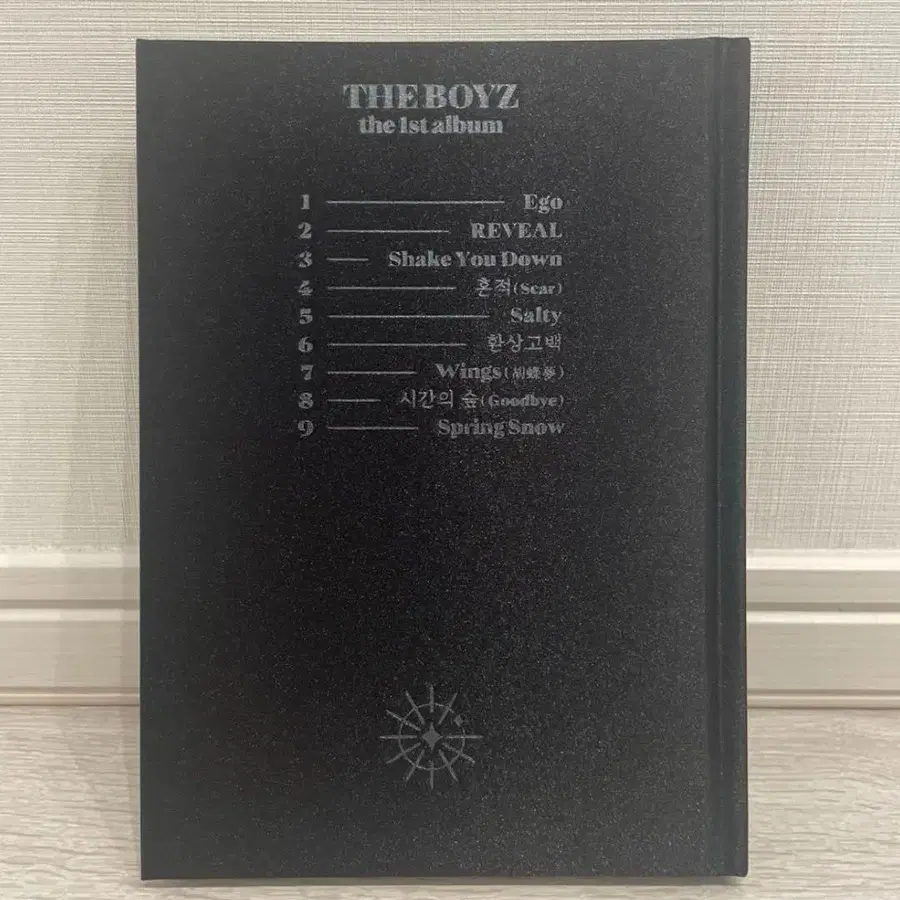 THE BOYZ
the 1st album
1 Ego
2 REVEAL
3 Shake You Down
4 흔적(Scar)
5 Salty
6 환상고백
7 Wings(胡蝶夢)
8 시간의 숲(Goodbye)
9 Spring Snow